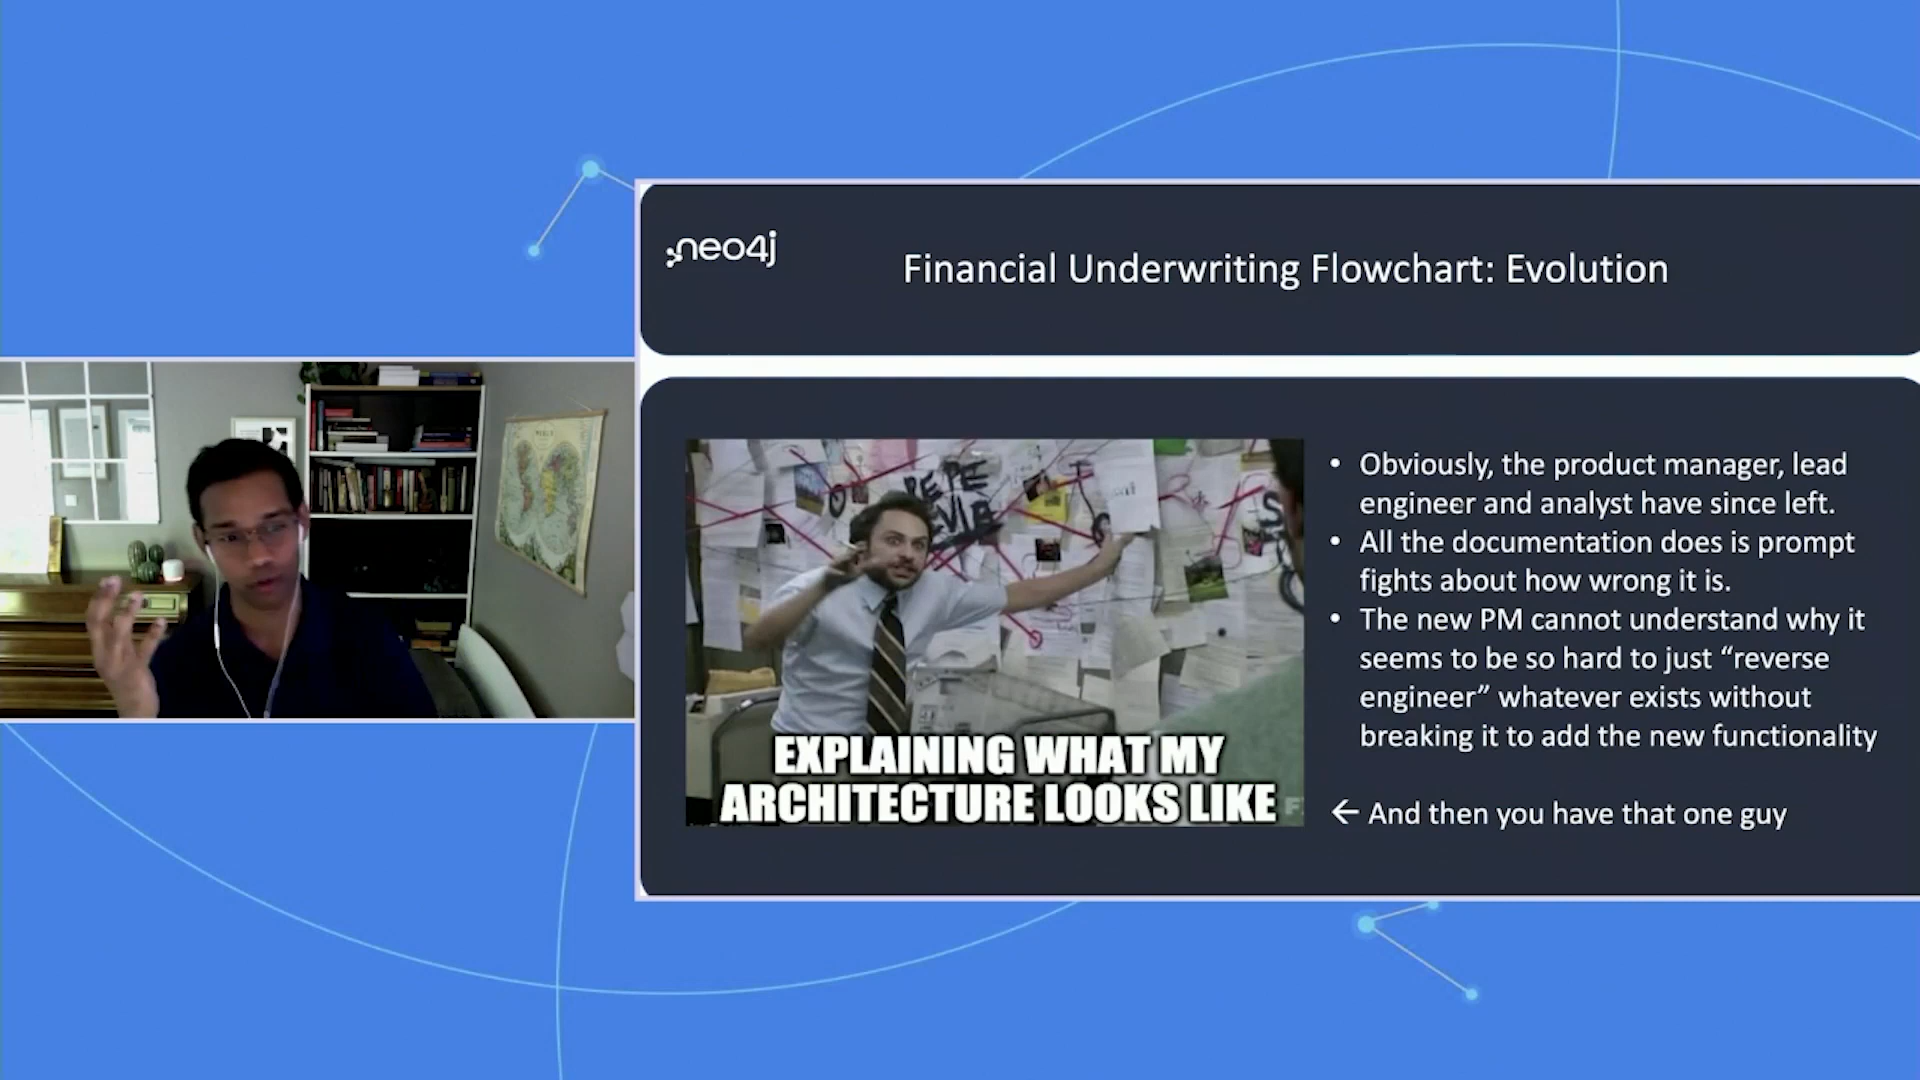 neo4j
Financial Underwriting Flowchart: Evolution
PEPE
SILVIA
EXPLAINING WHAT MY
ARCHITECTURE LOOKS LIKE
• Obviously, the product manager, lead
engineer and analyst have since left.
• All the documentation does is prompt
fights about how wrong it is.
• The new PM cannot understand why it
seems to be so hard to just “reverse
engineer” whatever exists without
breaking it to add the new functionality
← And then you have that one guy